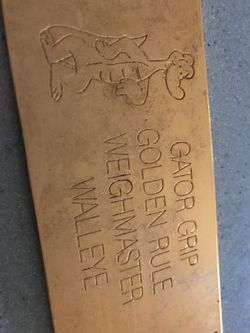 GATOR GRIP
GOLDEN RULE
WEIGHMASTER
WALLEYE